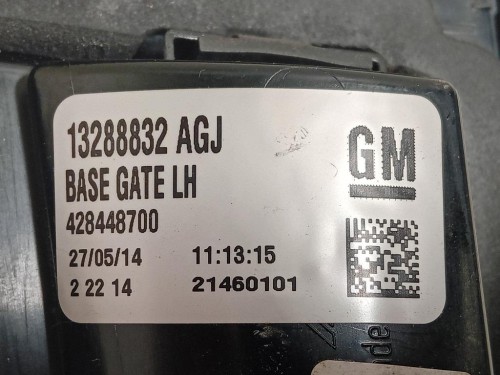 13288832 AGJ
GM
BASE GATE LH
428448700
27/05/14 11:13:15
2 22 14 21460101